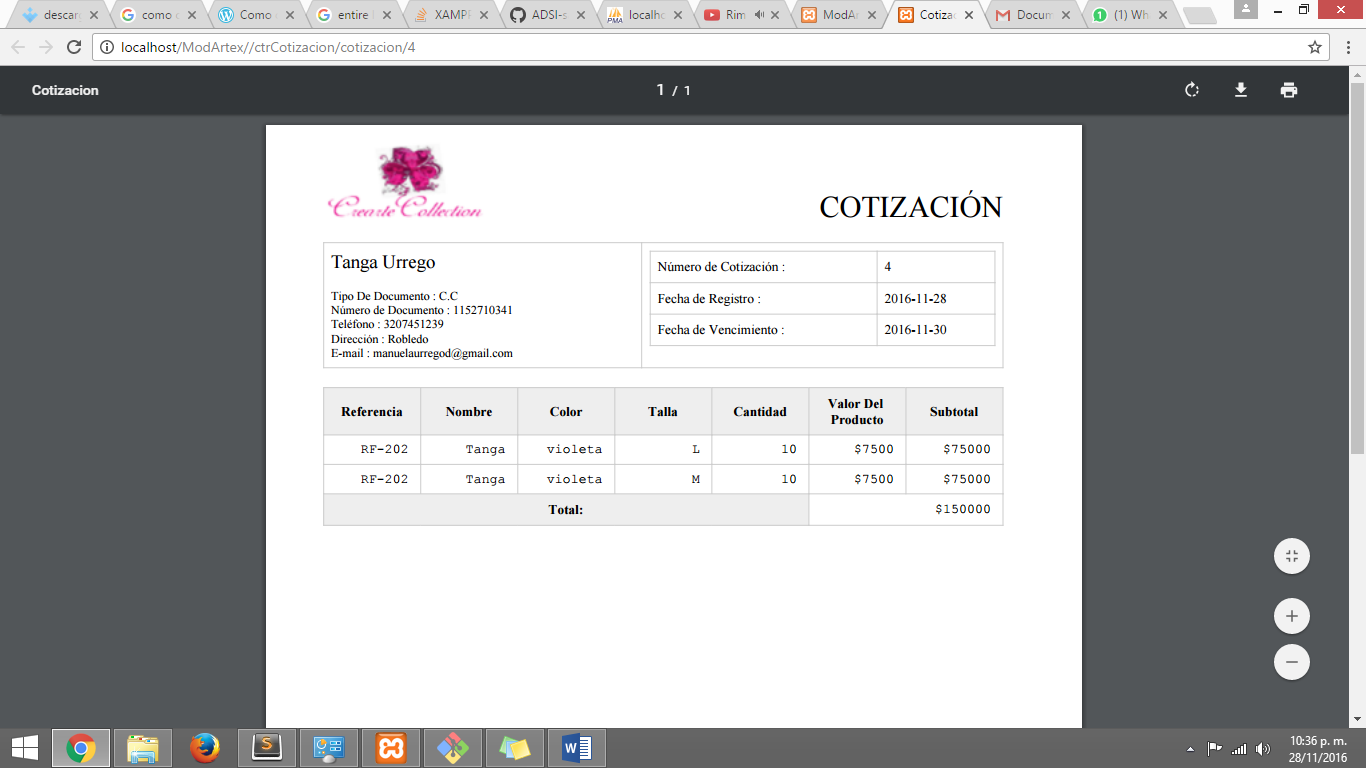 descar
como
Como
entire
XAMPP
ADSI-s
localho
Rim
ModAr
Cotizac
Docum
(1) Wh
localhost/ModArtex//ctrCotizacion/cotizacion/4
Cotizacion
1 / 1
Crearte Collection
COTIZACIÓN
Tanga Urrego
Tipo De Documento : C.C
Número de Documento : 1152710341
Teléfono : 3207451239
Dirección : Robledo
E-mail : manuelaurregod@gmail.com
Número de Cotización : 4
Fecha de Registro : 2016-11-28
Fecha de Vencimiento : 2016-11-30
Referencia Nombre Color Talla Cantidad Valor Del Producto Subtotal
RF-202 Tanga violeta L 10 $7500 $75000
RF-202 Tanga violeta M 10 $7500 $75000
Total: $150000
10:36 p. m.
28/11/2016